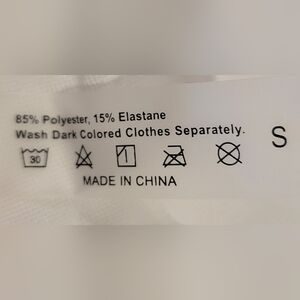 85% Polyester, 15% Elastane
Wash Dark Colored Clothes Separately.
30
S
MADE IN CHINA